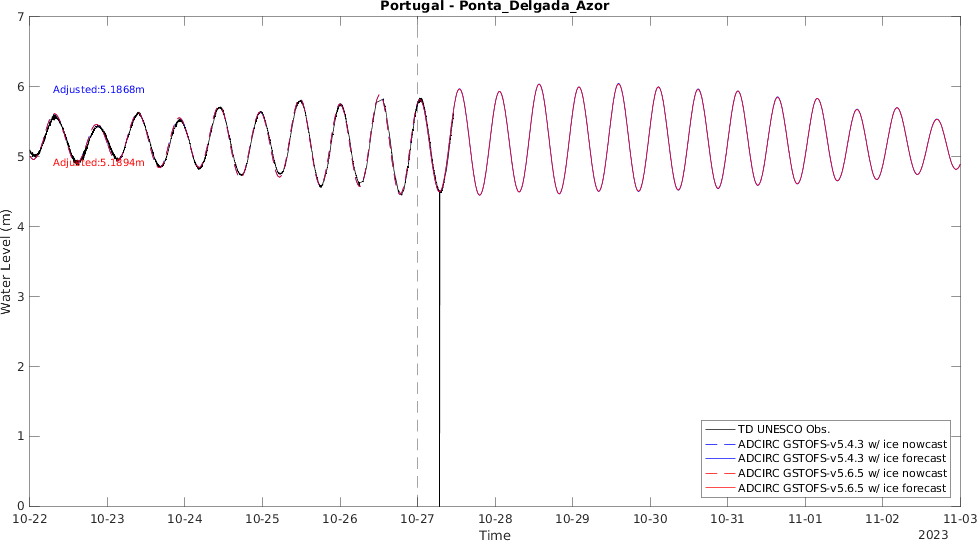 Portugal - Ponta_Delgada_Azor
7
6
5
4
3
2
1
0
Water Level (m)
Adjusted:5.1868m
Adjusted:5.1894m
TD UNESCO Obs.
ADCIRC GSTOFS-v5.4.3 w/ ice nowcast
ADCIRC GSTOFS-v5.4.3 w/ ice forecast
ADCIRC GSTOFS-v5.6.5 w/ ice nowcast
ADCIRC GSTOFS-v5.6.5 w/ ice forecast
10-22 10-23 10-24 10-25 10-26 10-27 10-28 10-29 10-30 10-31 11-01 11-02 11-03
Time
2023